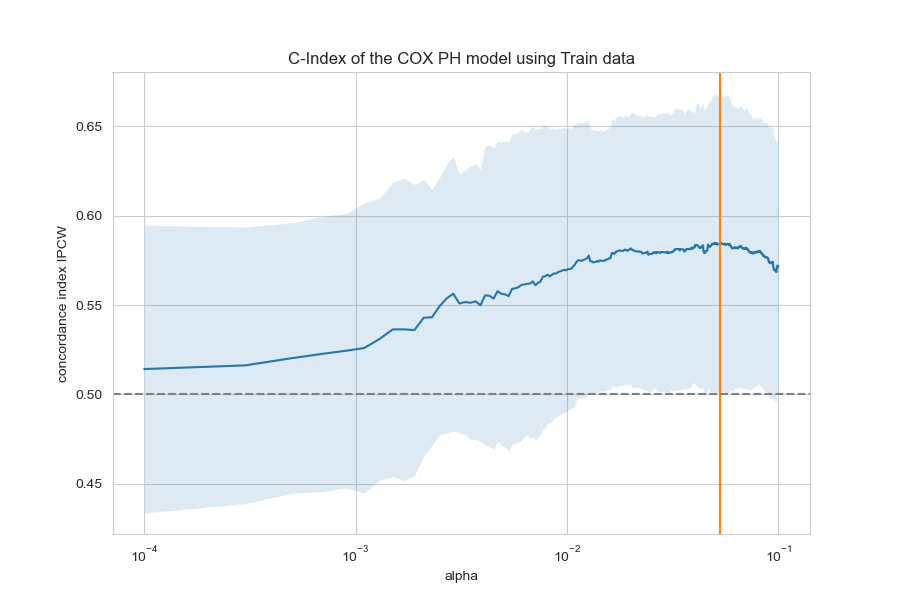 C-Index of the COX PH model using Train data
concordance index IPCW
0.65
0.60
0.55
0.50
0.45
10⁻⁴ 10⁻³ 10⁻² 10⁻¹
alpha